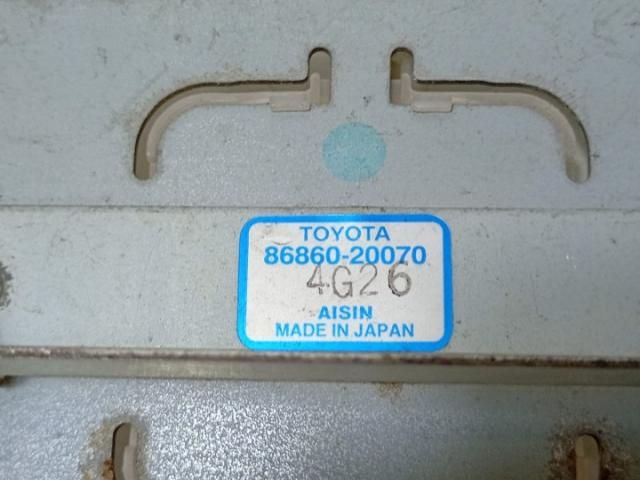 TOYOTA
86860-20070
4G26
AISIN
MADE IN JAPAN